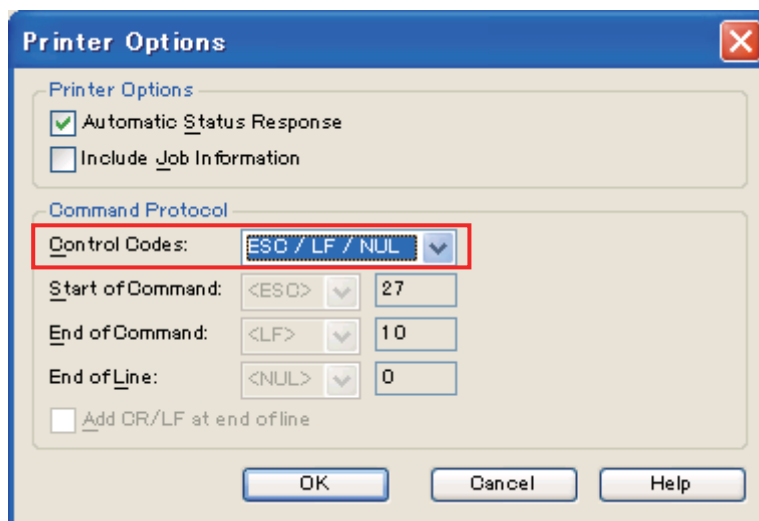 Printer Options
Printer Options
Automatic Status Response
Include Job Information
Command Protocol
Control Codes: ESC / LF / NUL
Start of Command: <ESC> 27
End of Command: <LF> 10
End of Line: <NUL> 0
Add CR/LF at end of line
OK Cancel Help